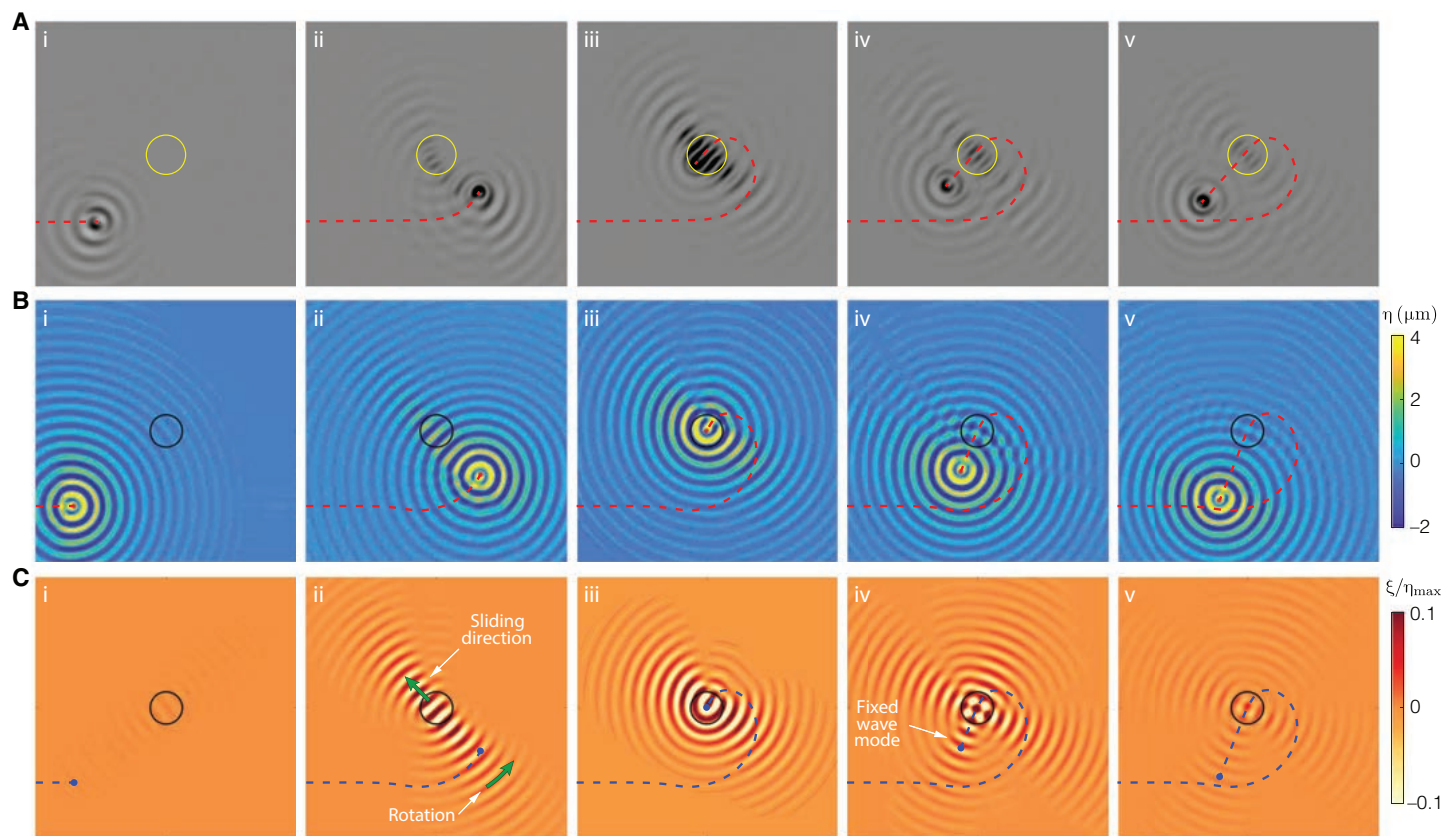 A
i
ii
iii
iv
v
B
i
ii
iii
iv
v
η (μm)
4
2
0
−2
C
i
ii
iii
iv
v
Sliding
direction
Rotation
Fixed
wave
mode
ξ/ηmax
0.1
0
−0.1